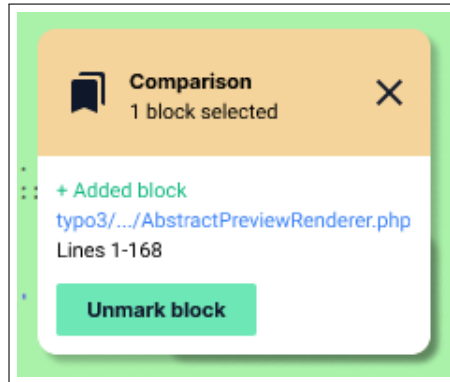 Comparison
1 block selected
+ Added block
typo3/.../AbstractPreviewRenderer.php
Lines 1-168
Unmark block